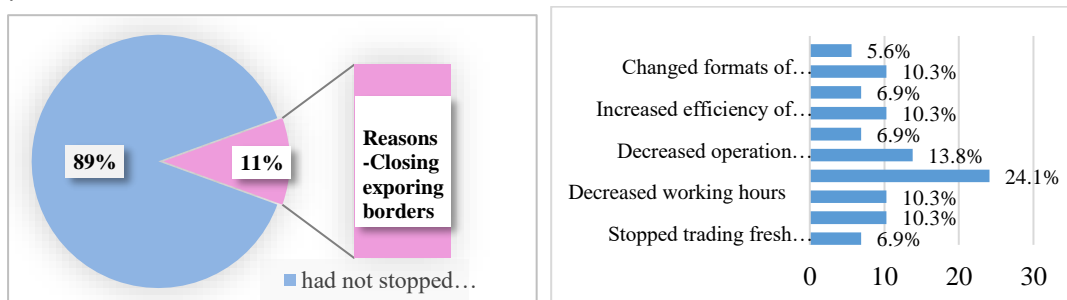 89%
11%
Reasons
-Closing
exporing
borders
had not stopped…
5.6%
Changed formats of…
10.3%
6.9%
Increased efficiency of…
10.3%
6.9%
Decreased operation…
13.8%
24.1%
Decreased working hours
10.3%
10.3%
Stopped trading fresh…
6.9%
0 10 20 30